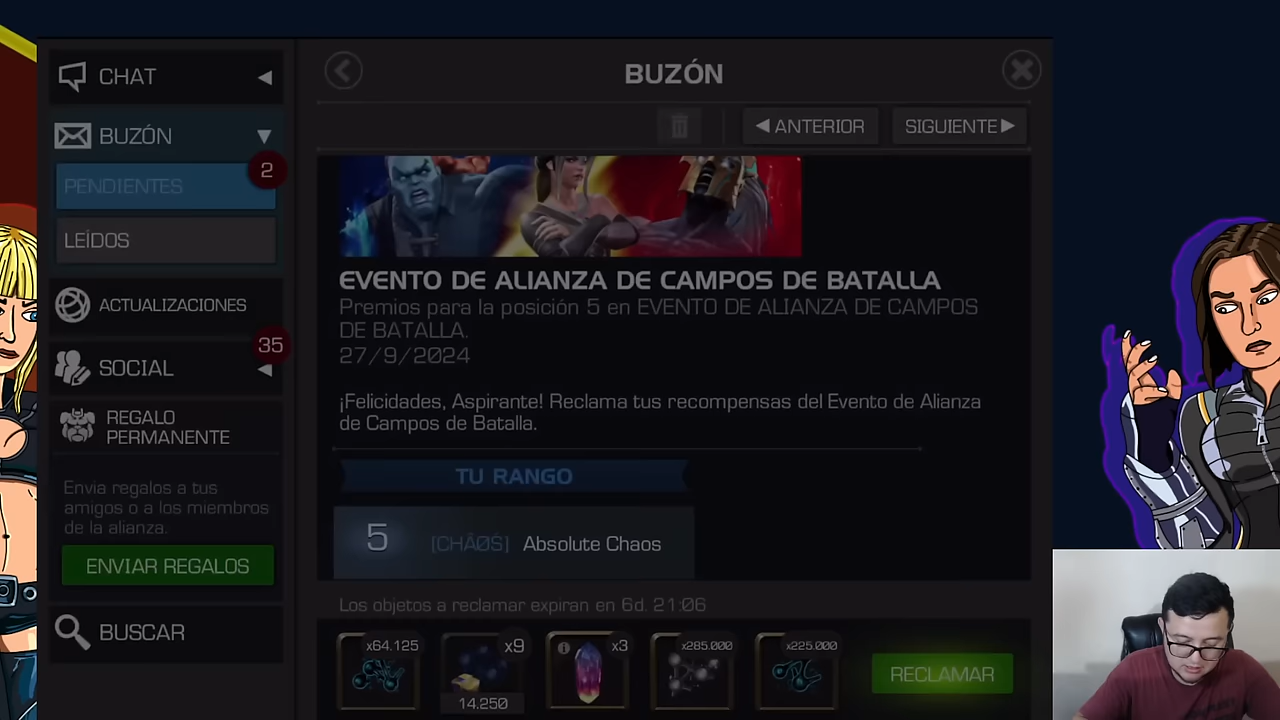 CHAT
BUZÓN
PENDIENTES
2
LEÍDOS
ACTUALIZACIONES
35
SOCIAL
REGALO
PERMANENTE
Envia regalos a tus
amigos o a los miembros
de la alianza.
ENVIAR REGALOS
BUSCAR
BUZÓN
ANTERIOR
SIGUIENTE
EVENTO DE ALIANZA DE CAMPOS DE BATALLA
Premios para la posición 5 en EVENTO DE ALIANZA DE CAMPOS
DE BATALLA.
27/9/2024
¡Felicidades, Aspirante! Reclama tus recompensas del Evento de Alianza
de Campos de Batalla.
TU RANGO
5 [CHÂØŚ] Absolute Chaos
Los objetos a reclamar expiran en 6d. 21:06
x64.125
x9
14.250
x3
x285.000
x225.000
RECLAMAR